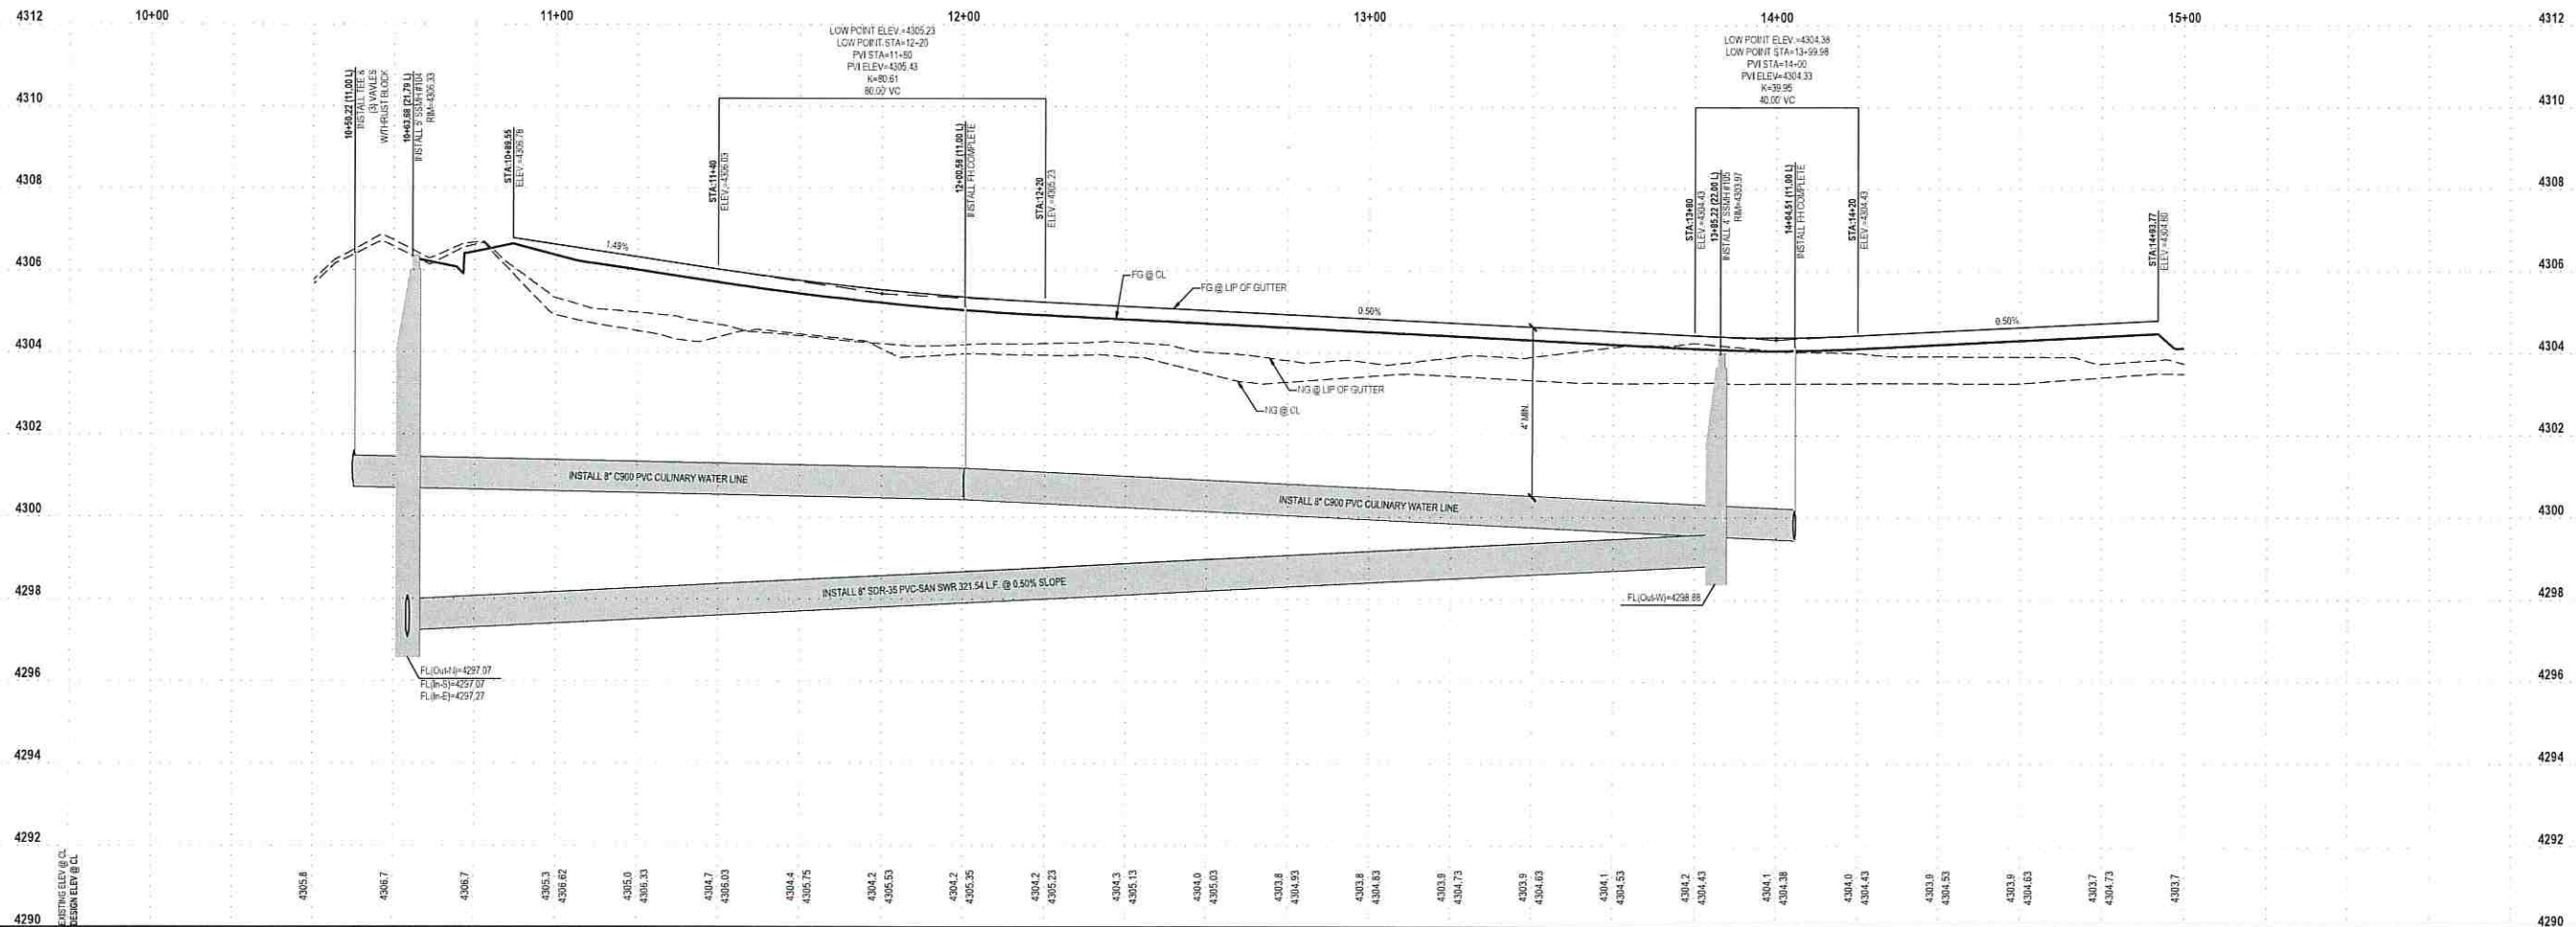 4312
10+00
11+00
12+00
13+00
14+00
15+00
4312
LOW POINT ELEV.=4305.23
LOW POINT STA=12+20
PVI STA=11+80
PVI ELEV=4305.43
K=80.61
80.00' VC
LOW POINT ELEV.=4304.38
LOW POINT STA=13+99.98
PVI STA=14+00
PVI ELEV=4304.33
K=39.95
40.00' VC
4310
4310
10+50.22 (11.00 L)
INSTALL TEE &
(3) VAVLES
W/THRUST BLOCK
10+63.68 (21.79 L)
INSTALL 5' SSMH #104
RIM=4306.33
STA:10+89.55
ELEV.=4306.78
STA:11+40
ELEV.=4306.03
12+00.56 (11.00 L)
INSTALL FH COMPLETE
STA:12+20
ELEV.=4305.23
STA:13+80
ELEV.=4304.43
13+85.22 (22.00 L)
INSTALL 4' SSMH #105
RIM=4303.97
14+04.51 (11.00 L)
INSTALL FH COMPLETE
STA:14+20
ELEV.=4304.43
STA:14+93.77
ELEV.=4304.80
4308
4308
4306
1.49%
FG @ CL
FG @ LIP OF GUTTER
0.50%
0.50%
4306
4304
NG @ LIP OF GUTTER
NG @ CL
4' MIN.
4304
4302
4302
INSTALL 8" C900 PVC CULINARY WATER LINE
INSTALL 8" C900 PVC CULINARY WATER LINE
4300
4300
INSTALL 8" SDR-35 PVC-SAN SWR 321.54 L.F. @ 0.50% SLOPE
4298
FL(Out-W)=4298.88
4298
FL(Out-N)=4297.07
FL(In-S)=4297.07
FL(In-E)=4297.27
4296
4296
4294
4294
4292
4292
EXISTING ELEV @ CL
DESIGN ELEV @ CL
4305.8
4306.7
4306.7
4305.3
4306.62
4305.0
4306.33
4304.7
4306.03
4304.4
4305.75
4304.2
4305.53
4304.2
4305.35
4304.2
4305.23
4304.3
4305.13
4304.0
4305.03
4303.8
4304.93
4303.8
4304.83
4303.9
4304.73
4303.9
4304.63
4304.1
4304.53
4304.2
4304.43
4304.1
4304.38
4304.0
4304.43
4303.9
4304.53
4303.9
4304.63
4303.7
4304.73
4303.7
4290
4290